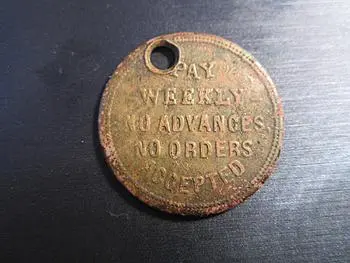 PAY
WEEKLY
NO ADVANCES
NO ORDERS
ACCEPTED